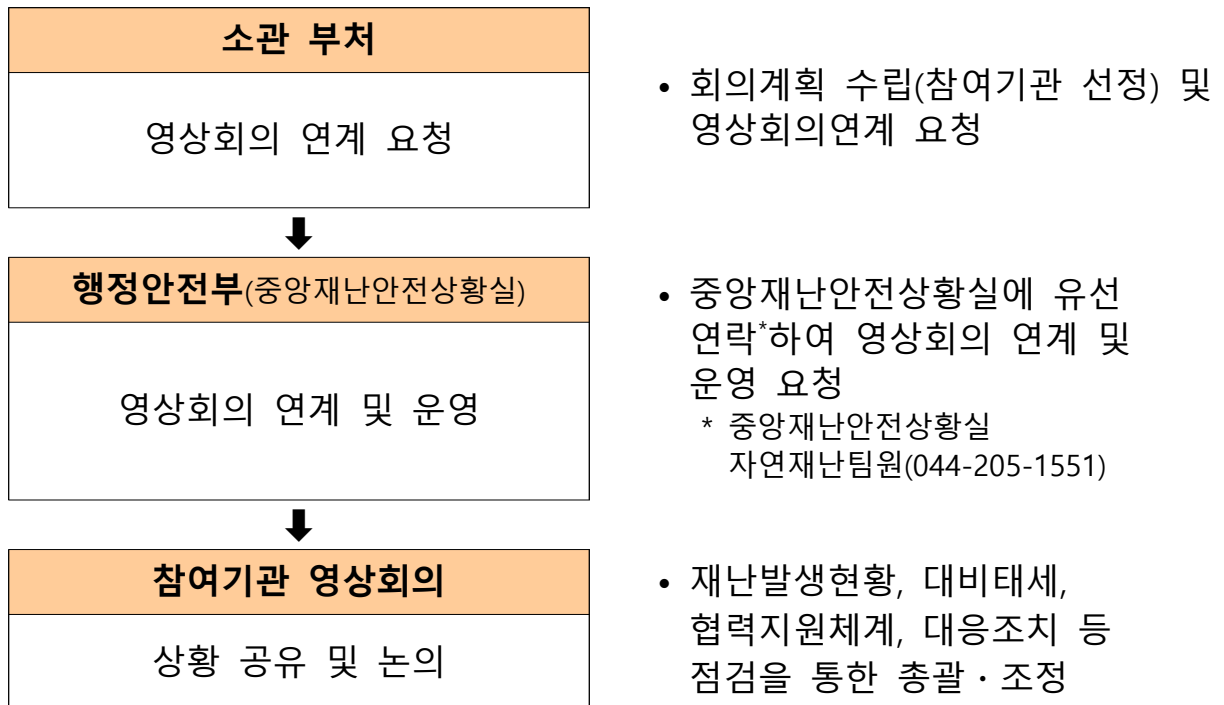 소관 부처
영상회의 연계 요청
• 회의계획 수립(참여기관 선정) 및
영상회의연계 요청
⬇
행정안전부(중앙재난안전상황실)
영상회의 연계 및 운영
• 중앙재난안전상황실에 유선
연락*하여 영상회의 연계 및
운영 요청
* 중앙재난안전상황실
자연재난팀원(044-205-1551)
⬇
참여기관 영상회의
상황 공유 및 논의
• 재난발생현황, 대비태세,
협력지원체계, 대응조치 등
점검을 통한 총괄・조정